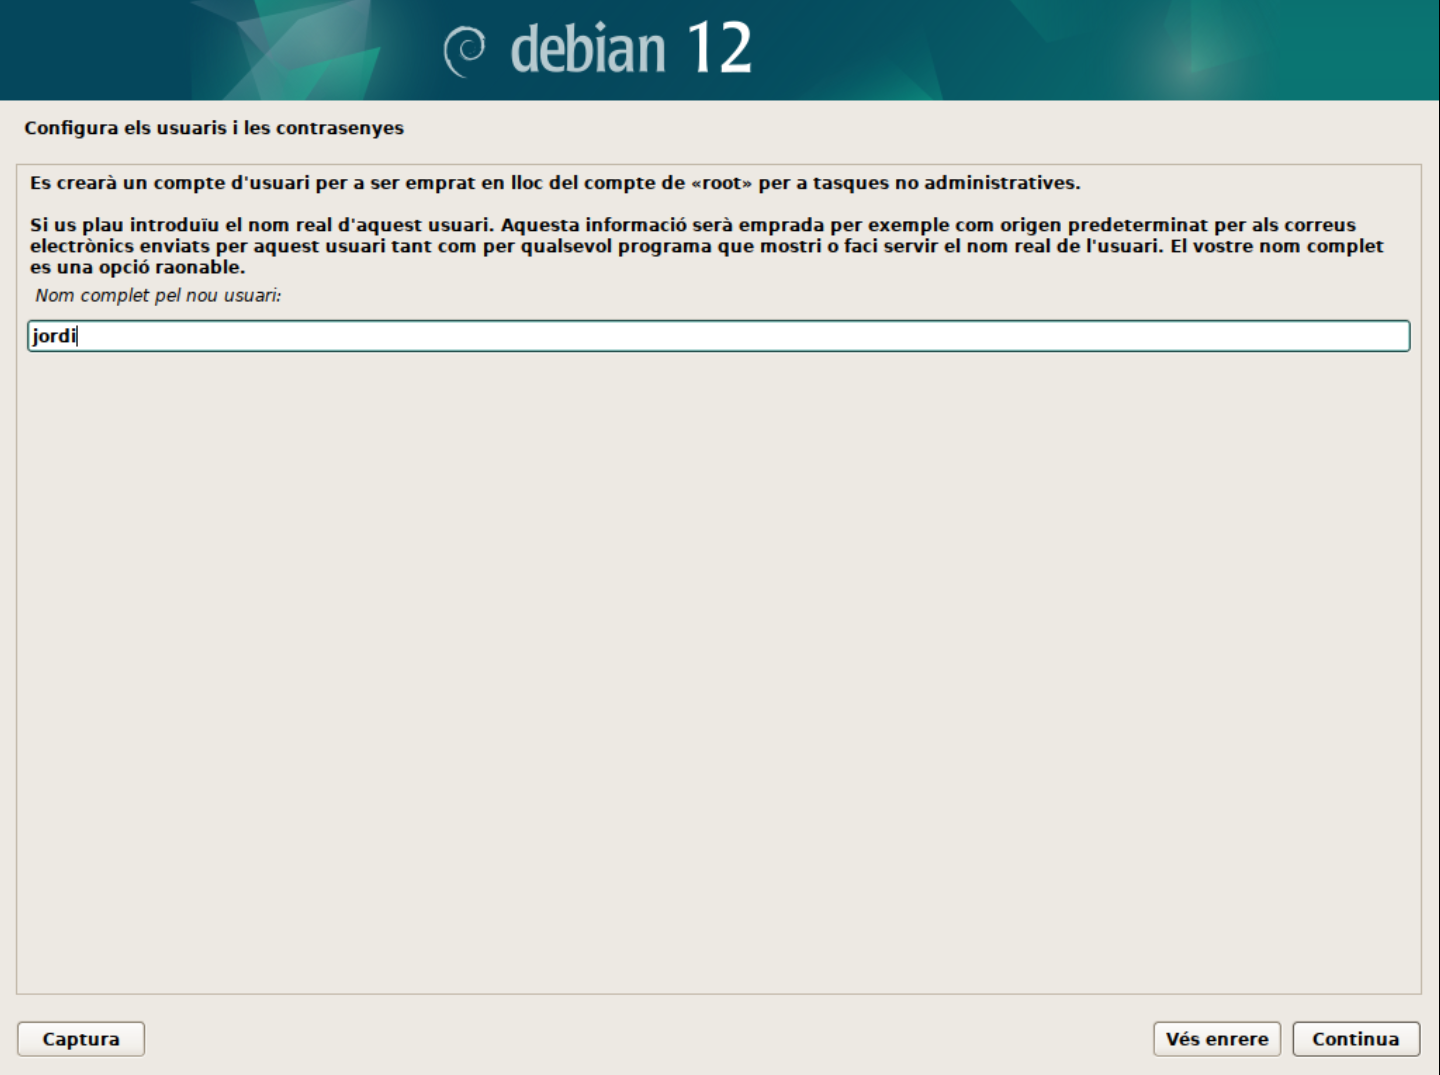 debian 12
Configura els usuaris i les contrasenyes
Es crearà un compte d'usuari per a ser emprat en lloc del compte de «root» per a tasques no administratives.
Si us plau introduïu el nom real d'aquest usuari. Aquesta informació serà emprada per exemple com origen predeterminat per als correus
electrònics enviats per aquest usuari tant com per qualsevol programa que mostri o faci servir el nom real de l'usuari. El vostre nom complet
es una opció raonable.
Nom complet pel nou usuari:
jordi
Captura
Vés enrere
Continua